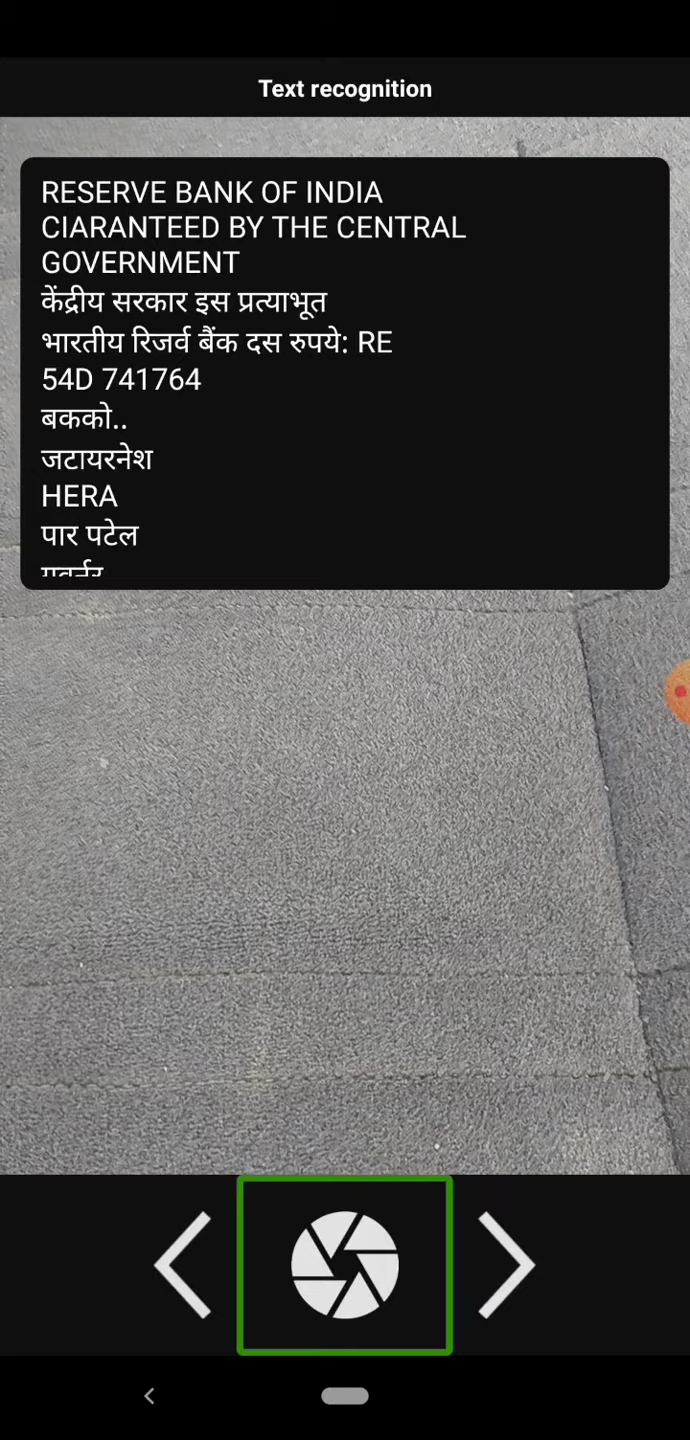 Text recognition
RESERVE BANK OF INDIA
CIARANTEED BY THE CENTRAL
GOVERNMENT
केंद्रीय सरकार इस प्रत्याभूत
भारतीय रिजर्व बैंक दस रुपये: RE
54D 741764
बकको..
जटायरनेश
HERA
पार पटेल